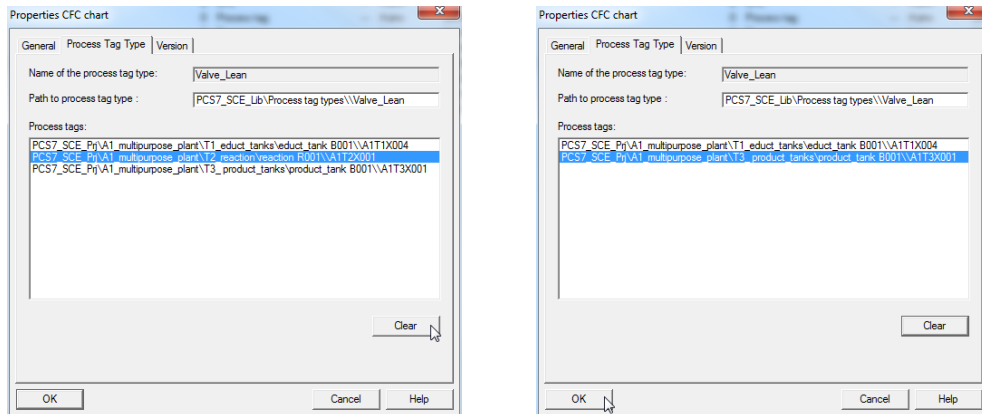 Properties CFC chart
General Process Tag Type Version
Name of the process tag type: Valve_Lean
Path to process tag type : PCS7_SCE_Lib\Process tag types\\Valve_Lean
Process tags:
PCS7_SCE_Prj\A1_multipurpose_plant\T1_educt_tanks\educt_tank B001\\A1T1X004
PCS7_SCE_Prj\A1_multipurpose_plant\T2_reaction\reaction R001\\A1T2X001
PCS7_SCE_Prj\A1_multipurpose_plant\T3_ product_tanks\product_tank B001\\A1T3X001
Clear
OK Cancel Help
Properties CFC chart
General Process Tag Type Version
Name of the process tag type: Valve_Lean
Path to process tag type : PCS7_SCE_Lib\Process tag types\\Valve_Lean
Process tags:
PCS7_SCE_Prj\A1_multipurpose_plant\T1_educt_tanks\educt_tank B001\\A1T1X004
PCS7_SCE_Prj\A1_multipurpose_plant\T3_ product_tanks\product_tank B001\\A1T3X001
Clear
OK Cancel Help